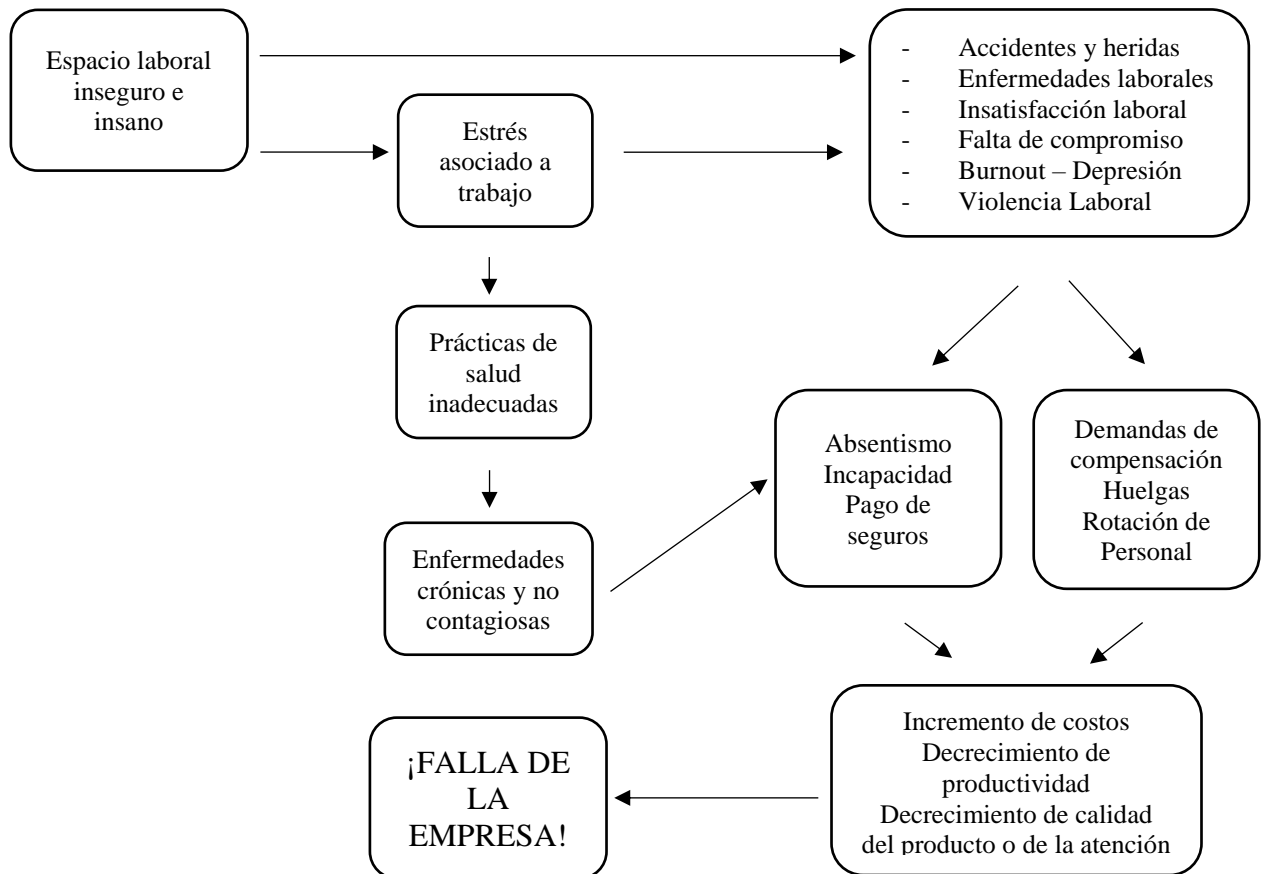 Espacio laboral
inseguro e
insano
- Accidentes y heridas
- Enfermedades laborales
- Insatisfacción laboral
- Falta de compromiso
- Burnout – Depresión
- Violencia Laboral
Estrés
asociado a
trabajo
Prácticas de
salud
inadecuadas
Absentismo
Incapacidad
Pago de
seguros
Demandas de
compensación
Huelgas
Rotación de
Personal
Enfermedades
crónicas y no
contagiosas
Incremento de costos
Decrecimiento de
productividad
Decrecimiento de calidad
del producto o de la atención
¡FALLA DE
LA
EMPRESA!